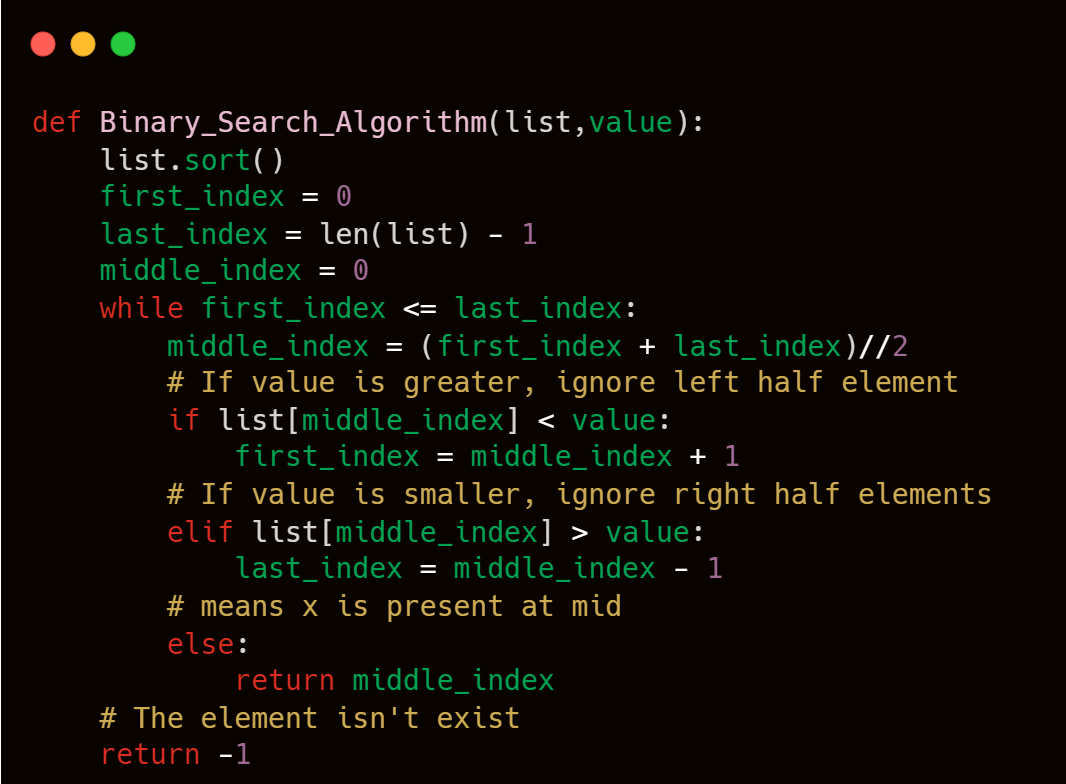 def Binary_Search_Algorithm(list,value):
    list.sort()
    first_index = 0
    last_index = len(list) - 1
    middle_index = 0
    while first_index <= last_index:
        middle_index = (first_index + last_index)//2
        # If value is greater, ignore left half element
        if list[middle_index] < value:
            first_index = middle_index + 1
        # If value is smaller, ignore right half elements
        elif list[middle_index] > value:
            last_index = middle_index - 1
        # means x is present at mid
        else:
            return middle_index
    # The element isn't exist
    return -1